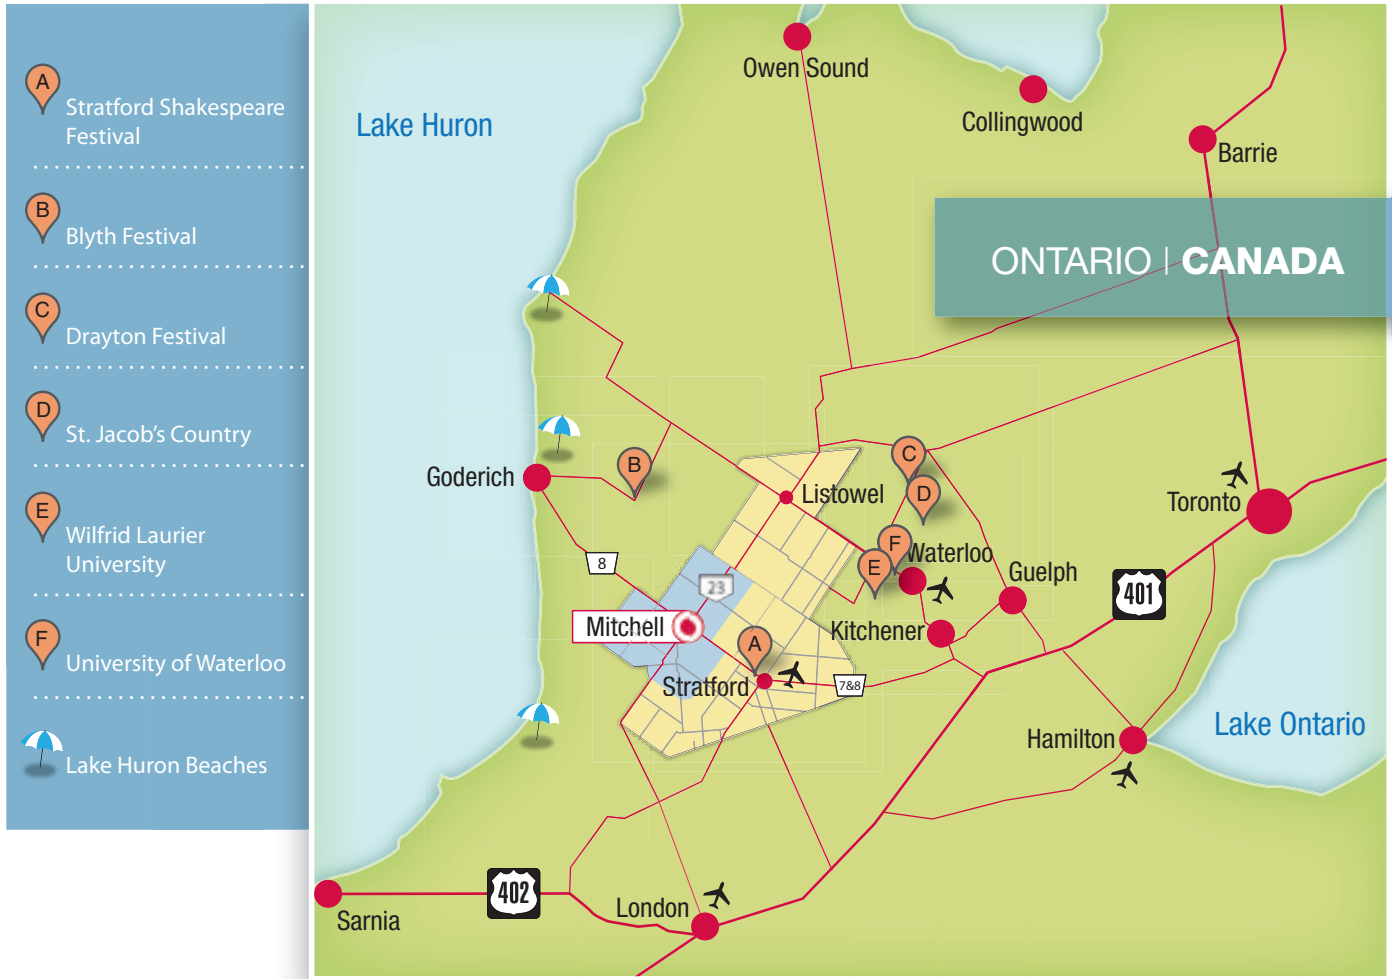 A
Stratford Shakespeare
Festival
B
Blyth Festival
C
Drayton Festival
D
St. Jacob's Country
E
Wilfrid Laurier
University
F
University of Waterloo
Lake Huron Beaches
Owen Sound
Collingwood
Lake Huron
Barrie
ONTARIO | CANADA
Goderich
B
C
D
Listowel
Toronto
F
Waterloo
E
8
23
Guelph
401
Mitchell
Kitchener
A
Stratford
7&8
Lake Ontario
Hamilton
402
London
Sarnia